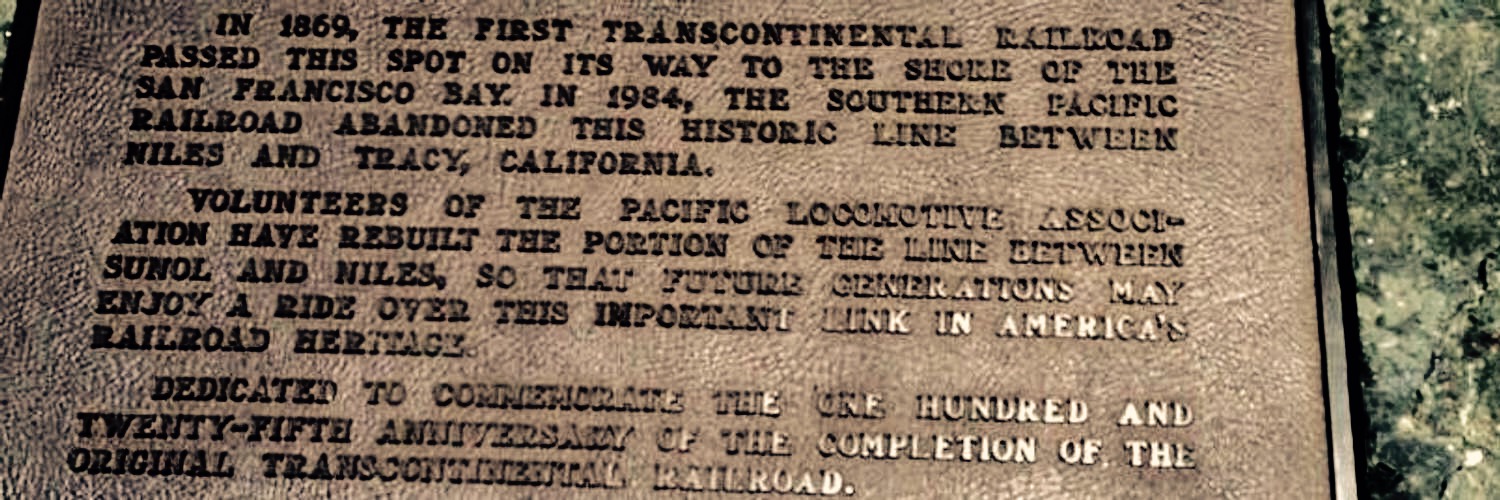 IN 1869, THE FIRST TRANSCONTINENTAL RAILROAD
PASSED THIS SPOT ON ITS WAY TO THE SHORE OF THE
SAN FRANCISCO BAY. IN 1984, THE SOUTHERN PACIFIC
RAILROAD ABANDONED THIS HISTORIC LINE BETWEEN
NILES AND TRACY, CALIFORNIA.
VOLUNTEERS OF THE PACIFIC LOCOMOTIVE ASSOCI-
ATION HAVE REBUILT THE PORTION OF THE LINE BETWEEN
SUNOL AND NILES, SO THAT FUTURE GENERATIONS MAY
ENJOY A RIDE OVER THIS IMPORTANT LINK IN AMERICA'S
RAILROAD HERITAGE.
DEDICATED TO COMMEMORATE THE ONE HUNDRED AND
TWENTY-FIFTH ANNIVERSARY OF THE COMPLETION OF THE
ORIGINAL TRANSCONTINENTAL RAILROAD.